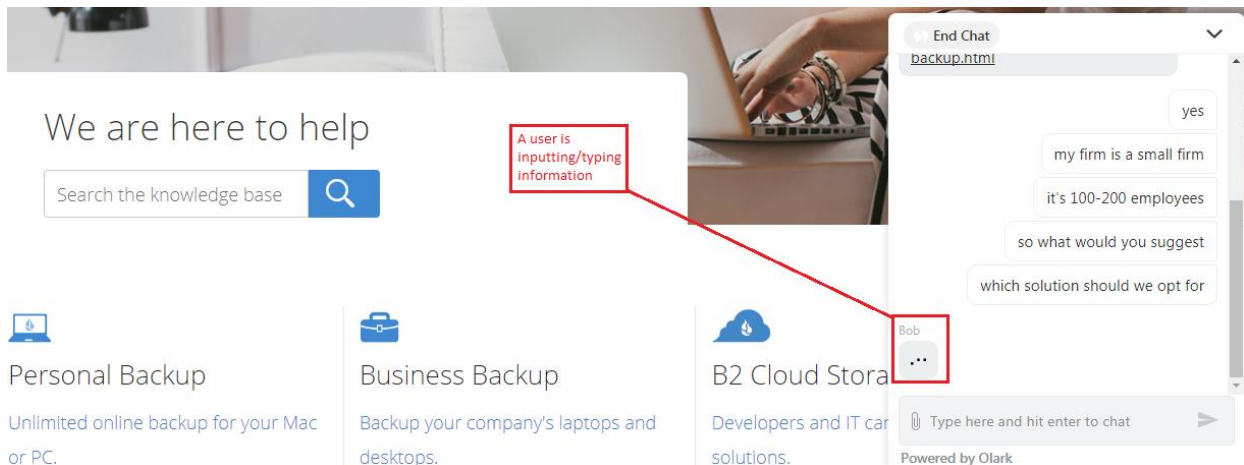 We are here to help
Search the knowledge base
A user is
inputting/typing
information
Personal Backup
Unlimited online backup for your Mac
or PC.
Business Backup
Backup your company's laptops and
desktops.
B2 Cloud Stora
Developers and IT can
solutions.
End Chat
backup.html
yes
my firm is a small firm
it's 100-200 employees
so what would you suggest
which solution should we opt for
Bob
Type here and hit enter to chat
Powered by Olark